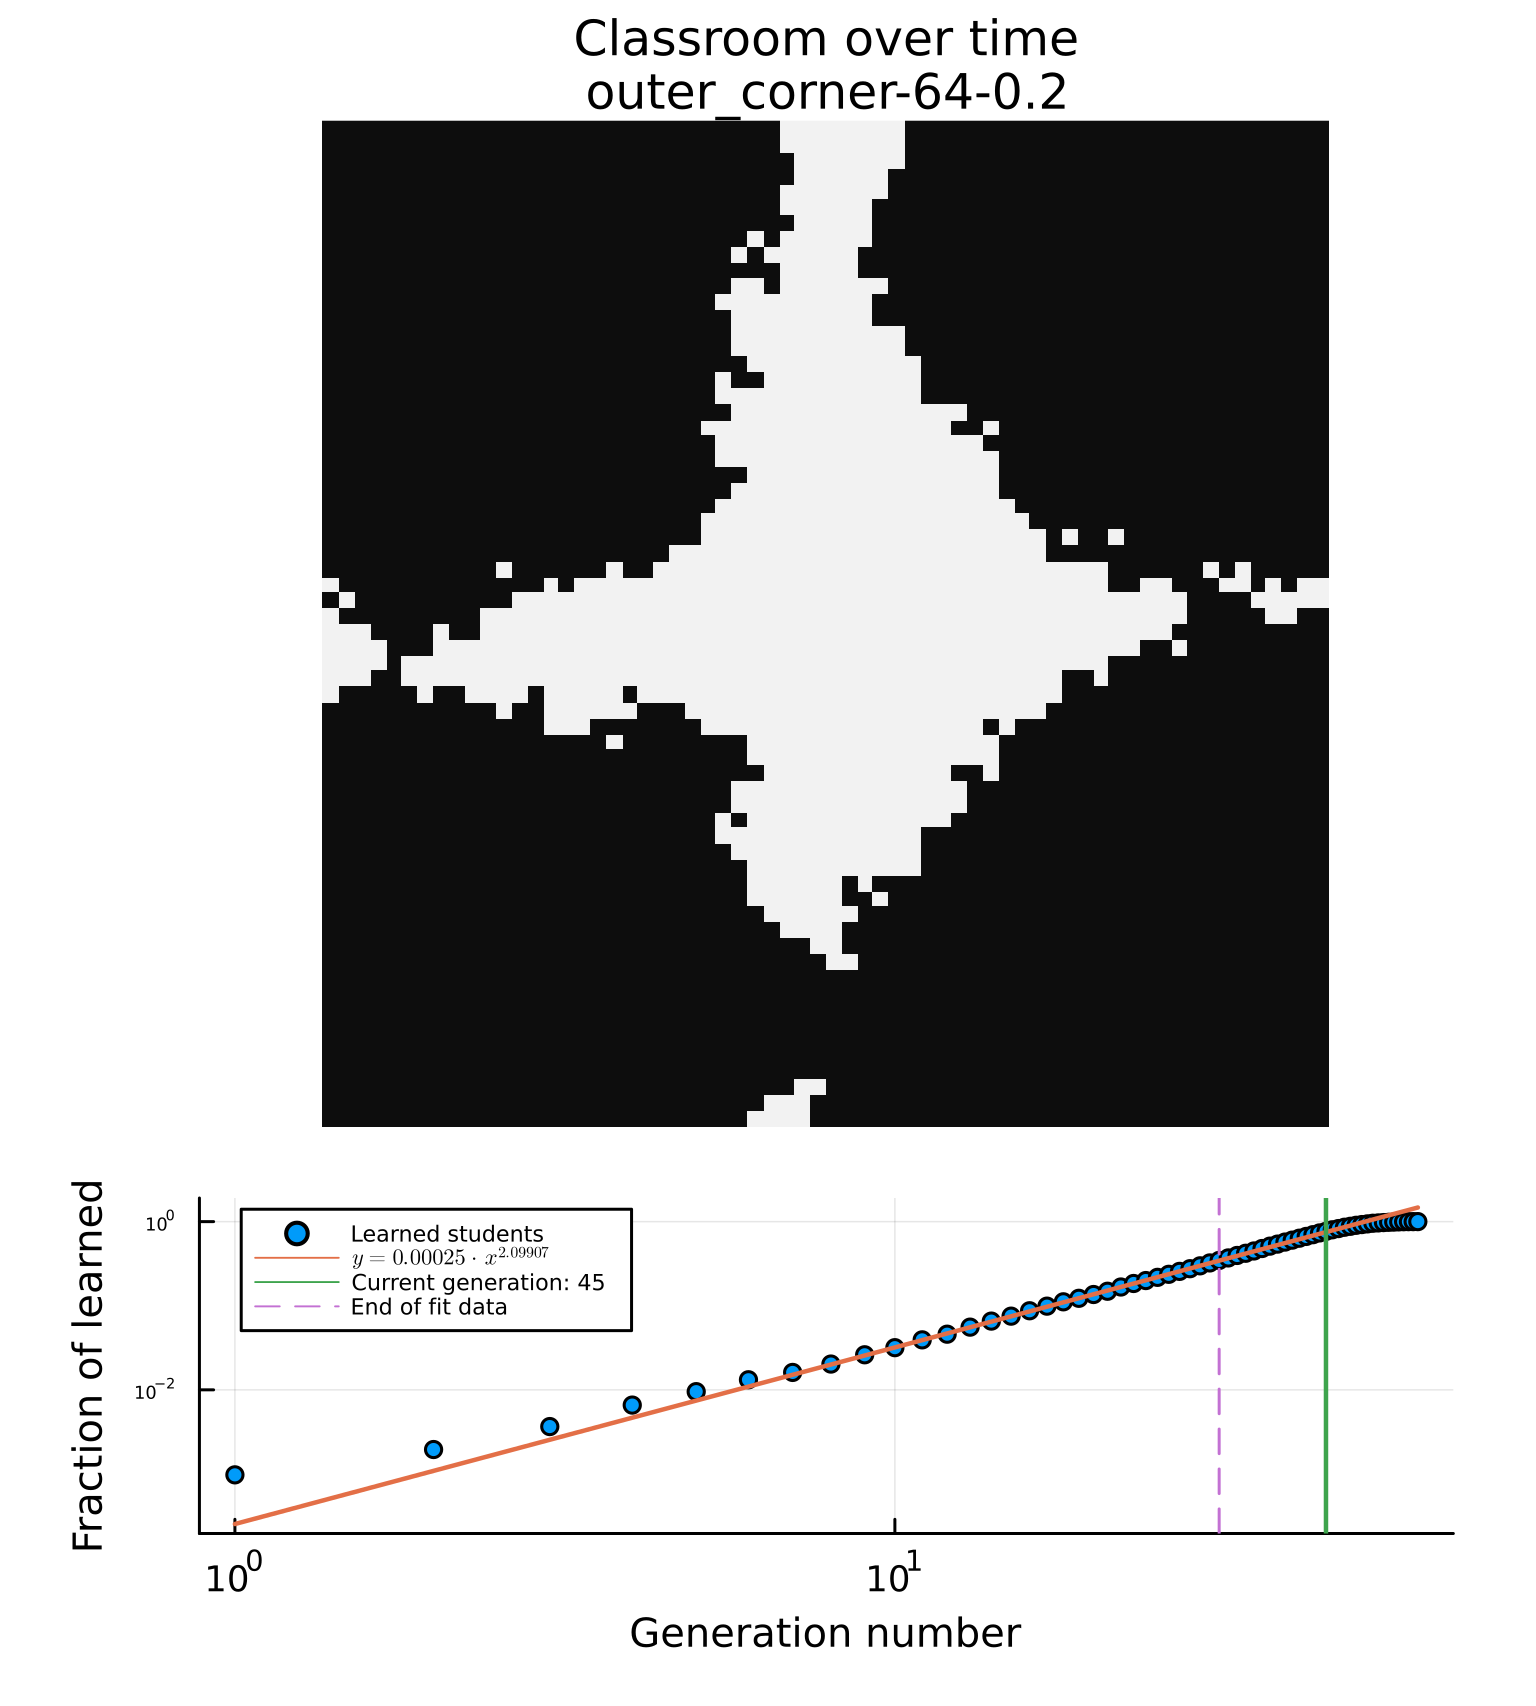 Classroom over time
outer_corner-64-0.2
Fraction of learned
10^0
10^−2
Learned students
y = 0.00025 · x^2.09907
Current generation: 45
End of fit data
10^0
10^1
Generation number